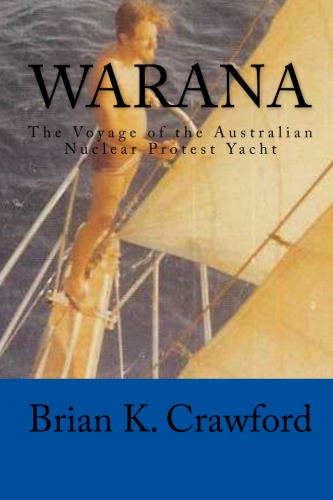 WARANA
The Voyage of the Australian
Nuclear Protest Yacht
Brian K. Crawford